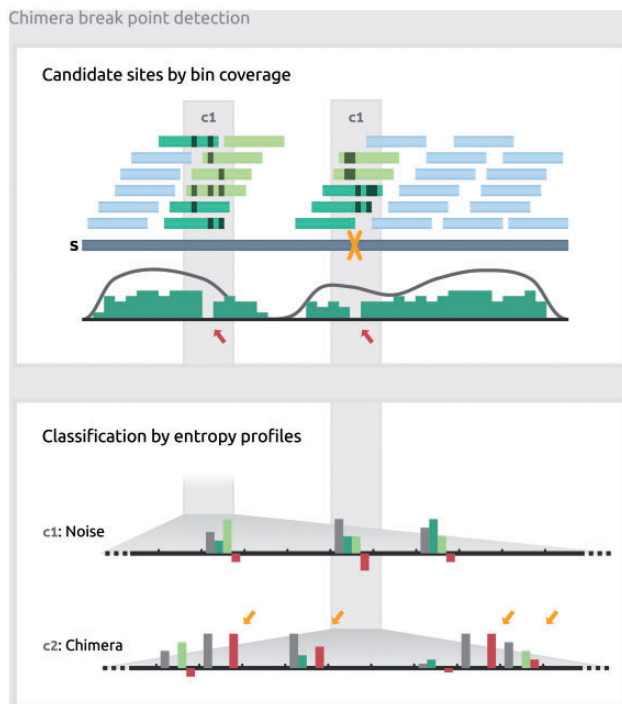 Chimera break point detection
Candidate sites by bin coverage
c1
c1
S
Classification by entropy profiles
c1: Noise
c2: Chimera